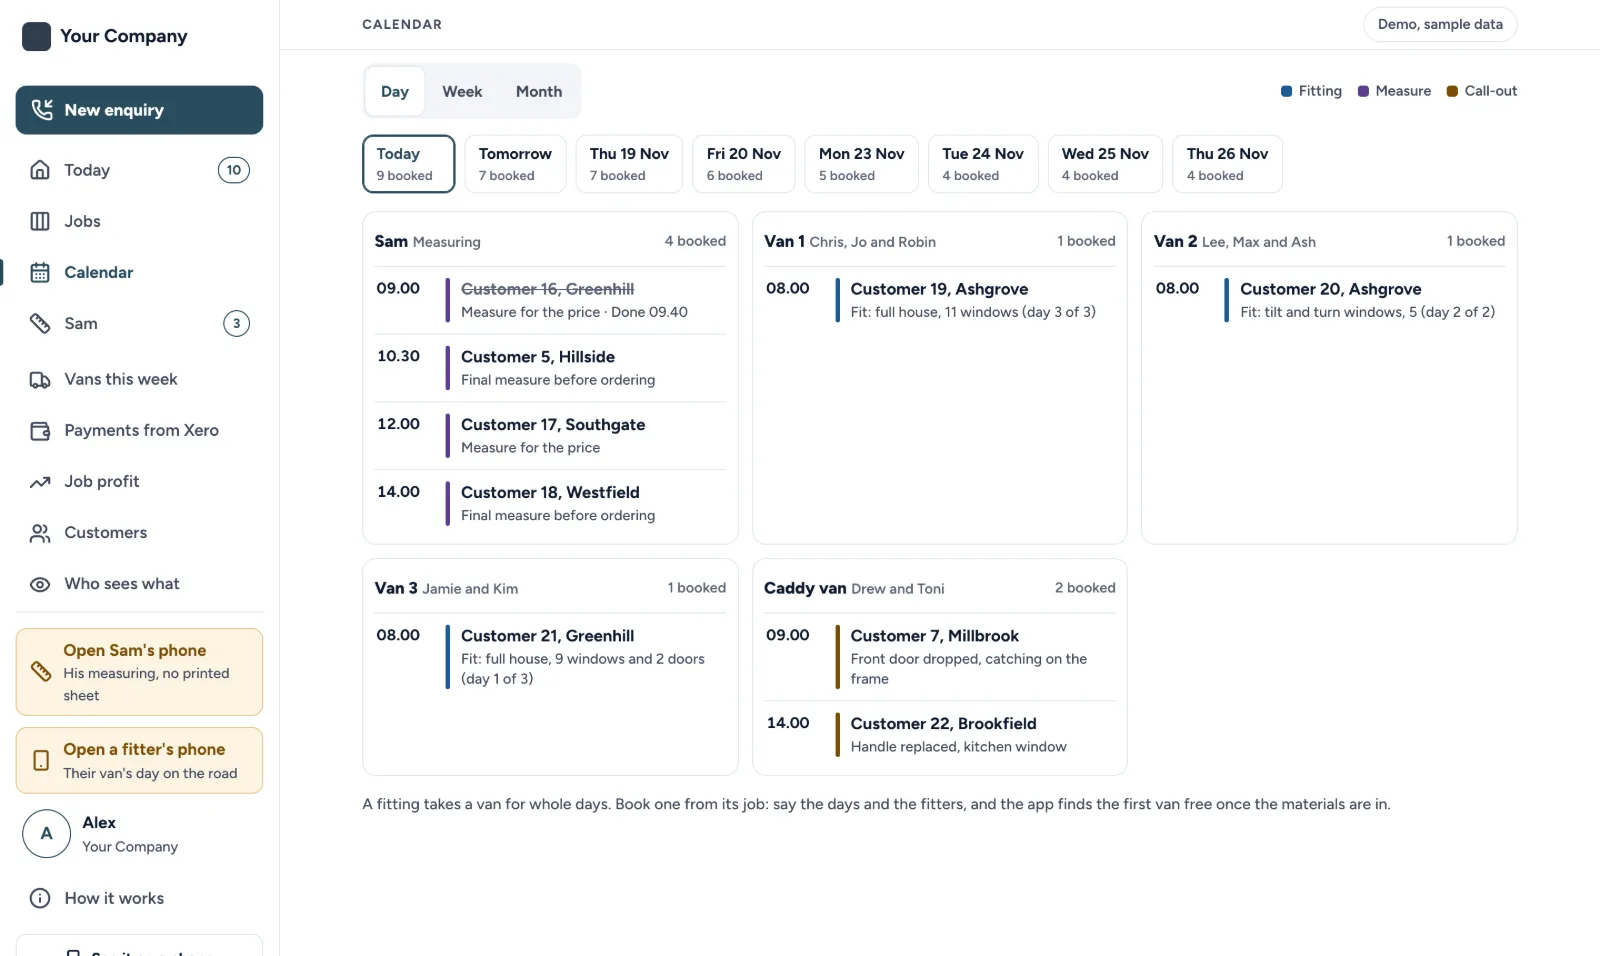 Your Company
New enquiry
Today 10
Jobs
Calendar
Sam 3
Vans this week
Payments from Xero
Job profit
Customers
Who sees what
Open Sam's phone
His measuring, no printed
sheet
Open a fitter's phone
Their van's day on the road
A
Alex
Your Company
How it works
CALENDAR
Demo, sample data
Day Week Month
Fitting Measure Call-out
Today
9 booked
Tomorrow
7 booked
Thu 19 Nov
7 booked
Fri 20 Nov
6 booked
Mon 23 Nov
5 booked
Tue 24 Nov
4 booked
Wed 25 Nov
4 booked
Thu 26 Nov
4 booked
Sam Measuring 4 booked
09.00 Customer 16, Greenhill
Measure for the price · Done 09.40
10.30 Customer 5, Hillside
Final measure before ordering
12.00 Customer 17, Southgate
Measure for the price
14.00 Customer 18, Westfield
Final measure before ordering
Van 1 Chris, Jo and Robin 1 booked
08.00 Customer 19, Ashgrove
Fit: full house, 11 windows (day 3 of 3)
Van 2 Lee, Max and Ash 1 booked
08.00 Customer 20, Ashgrove
Fit: tilt and turn windows, 5 (day 2 of 2)
Van 3 Jamie and Kim 1 booked
08.00 Customer 21, Greenhill
Fit: full house, 9 windows and 2 doors
(day 1 of 3)
Caddy van Drew and Toni 2 booked
09.00 Customer 7, Millbrook
Front door dropped, catching on the
frame
14.00 Customer 22, Brookfield
Handle replaced, kitchen window
A fitting takes a van for whole days. Book one from its job: say the days and the fitters, and the app finds the first van free once the materials are in.